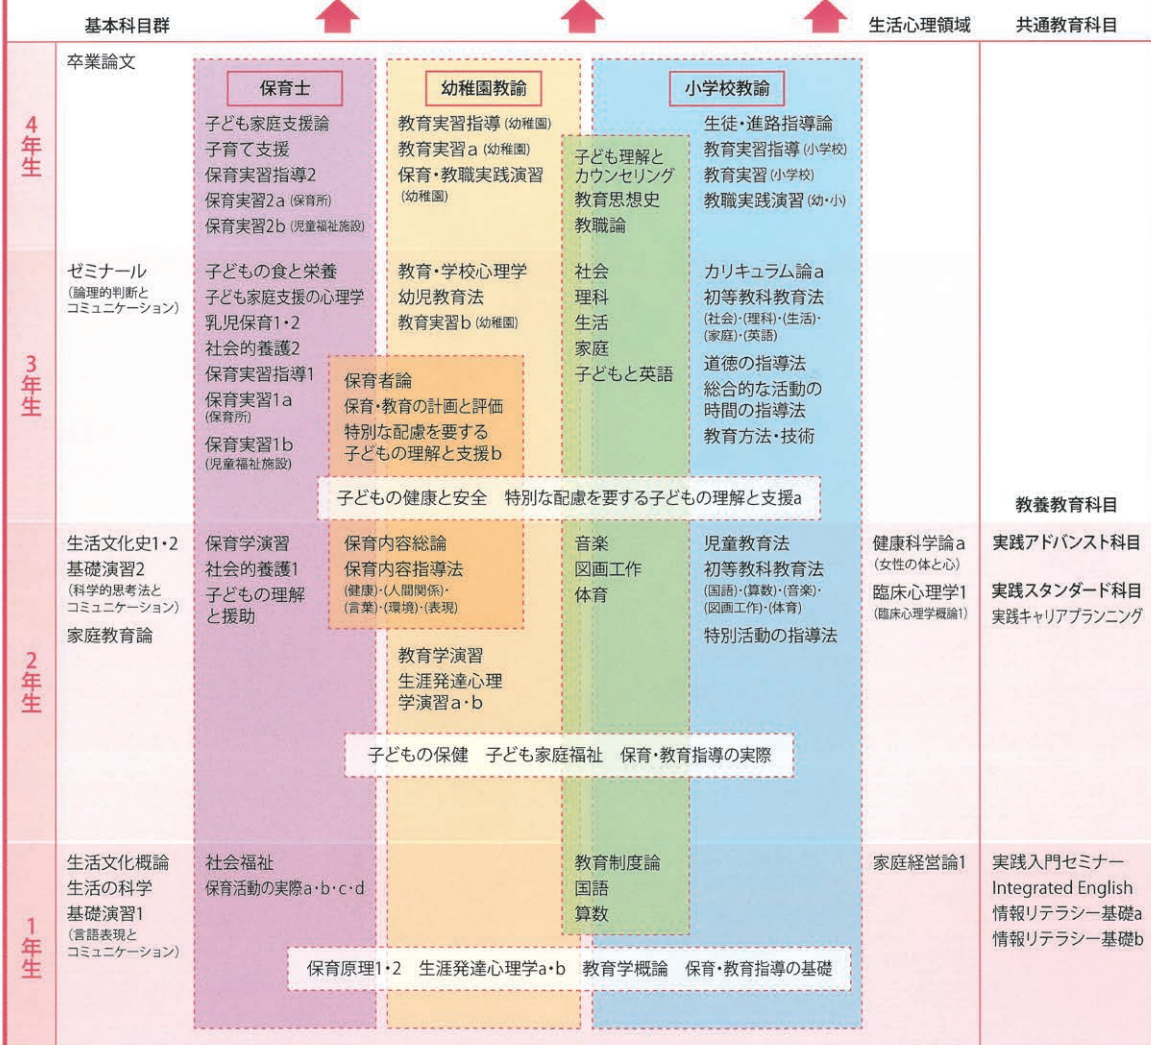 基本科目群
生活心理領域
共通教育科目
4年生
卒業論文
保育士
子ども家庭支援論
子育て支援
保育実習指導2
保育実習2a (保育所)
保育実習2b (児童福祉施設)
幼稚園教諭
教育実習指導 (幼稚園)
教育実習a (幼稚園)
保育・教職実践演習
(幼稚園)
子ども理解と
カウンセリング
教育思想史
教職論
小学校教諭
生徒・進路指導論
教育実習指導 (小学校)
教育実習 (小学校)
教職実践演習 (幼・小)
3年生
ゼミナール
(論理的判断と
コミュニケーション)
子どもの食と栄養
子ども家庭支援の心理学
乳児保育1・2
社会的養護2
保育実習指導1
保育実習1a
(保育所)
保育実習1b
(児童福祉施設)
教育・学校心理学
幼児教育法
教育実習b (幼稚園)
保育者論
保育・教育の計画と評価
特別な配慮を要する
子どもの理解と支援b
社会
理科
生活
家庭
子どもと英語
カリキュラム論a
初等教科教育法
(社会)・(理科)・(生活)・
(家庭)・(英語)
道徳の指導法
総合的な活動の
時間の指導法
教育方法・技術
子どもの健康と安全 特別な配慮を要する子どもの理解と支援a
教養教育科目
2年生
生活文化史1・2
基礎演習2
(科学的思考法と
コミュニケーション)
家庭教育論
保育学演習
社会的養護1
子どもの理解
と援助
保育内容総論
保育内容指導法
(健康)・(人間関係)・
(言葉)・(環境)・(表現)
教育学演習
生涯発達心理
学演習a・b
音楽
図画工作
体育
児童教育法
初等教科教育法
(国語)・(算数)・(音楽)・
(図画工作)・(体育)
特別活動の指導法
健康科学論a
(女性の体と心)
臨床心理学1
(臨床心理学概論1)
実践アドバンスト科目
実践スタンダード科目
実践キャリアプランニング
子どもの保健 子ども家庭福祉 保育・教育指導の実際
1年生
生活文化概論
生活の科学
基礎演習1
(言語表現と
コミュニケーション)
社会福祉
保育活動の実際a・b・c・d
教育制度論
国語
算数
家庭経営論1
実践入門セミナー
Integrated English
情報リテラシー基礎a
情報リテラシー基礎b
保育原理1・2 生涯発達心理学a・b 教育学概論 保育・教育指導の基礎